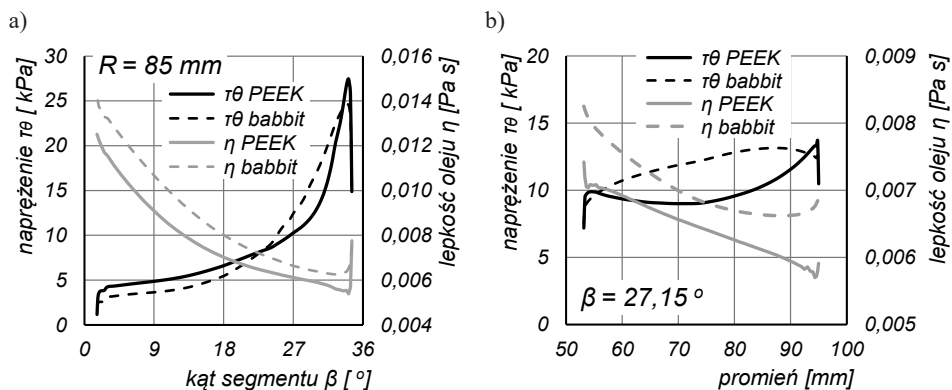 a)
naprężenie τθ [ kPa]
30
25
20
15
10
5
0
R = 85 mm
τθ PEEK
τθ babbit
η PEEK
η babbit
0,016
0,014
0,012
0,010
0,008
0,006
0,004
lepkość oleju η [Pa s]
0 9 18 27 36
kąt segmentu β [ º]
b)
naprężenie τθ [ kPa]
20
15
10
5
0
τθ PEEK
τθ babbit
η PEEK
η babbit
β = 27,15 º
0,009
0,008
0,007
0,006
0,005
lepkość oleju η [Pa s]
50 60 70 80 90 100
promień [mm]